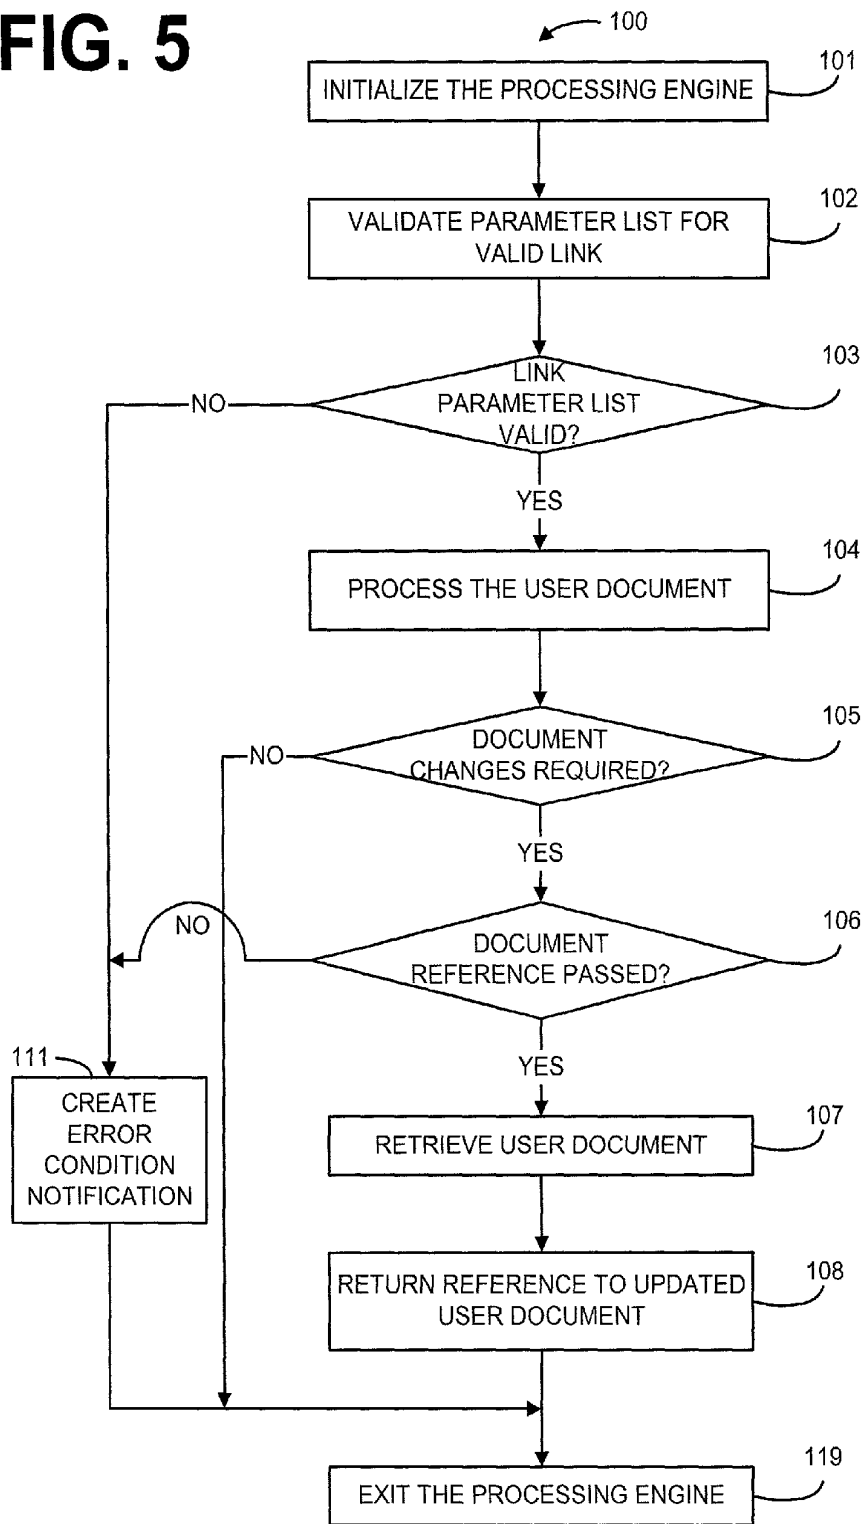 FIG. 5
100
INITIALIZE THE PROCESSING ENGINE
101
VALIDATE PARAMETER LIST FOR
VALID LINK
102
LINK
PARAMETER LIST
VALID?
103
NO
YES
PROCESS THE USER DOCUMENT
104
DOCUMENT
CHANGES REQUIRED?
105
NO
YES
DOCUMENT
REFERENCE PASSED?
106
NO
YES
111
CREATE
ERROR
CONDITION
NOTIFICATION
RETRIEVE USER DOCUMENT
107
RETURN REFERENCE TO UPDATED
USER DOCUMENT
108
EXIT THE PROCESSING ENGINE
119